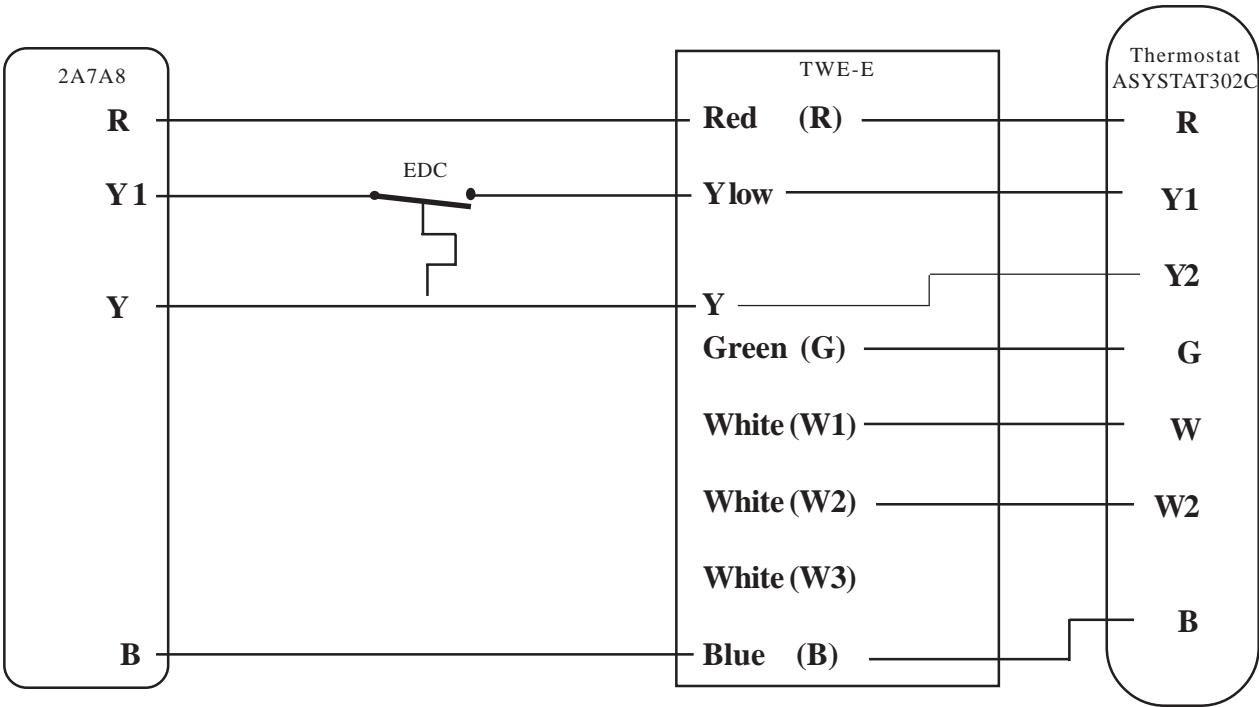 2A7A8
R
Y1
Y
B
EDC
TWE-E
Red (R)
Y low
Y
Green (G)
White (W1)
White (W2)
White (W3)
Blue (B)
Thermostat
ASYSTAT302C
R
Y1
Y2
G
W
W2
B